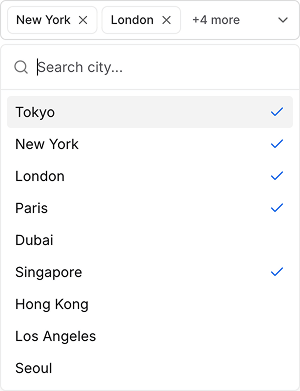 New York London +4 more
Search city...
Tokyo
New York
London
Paris
Dubai
Singapore
Hong Kong
Los Angeles
Seoul